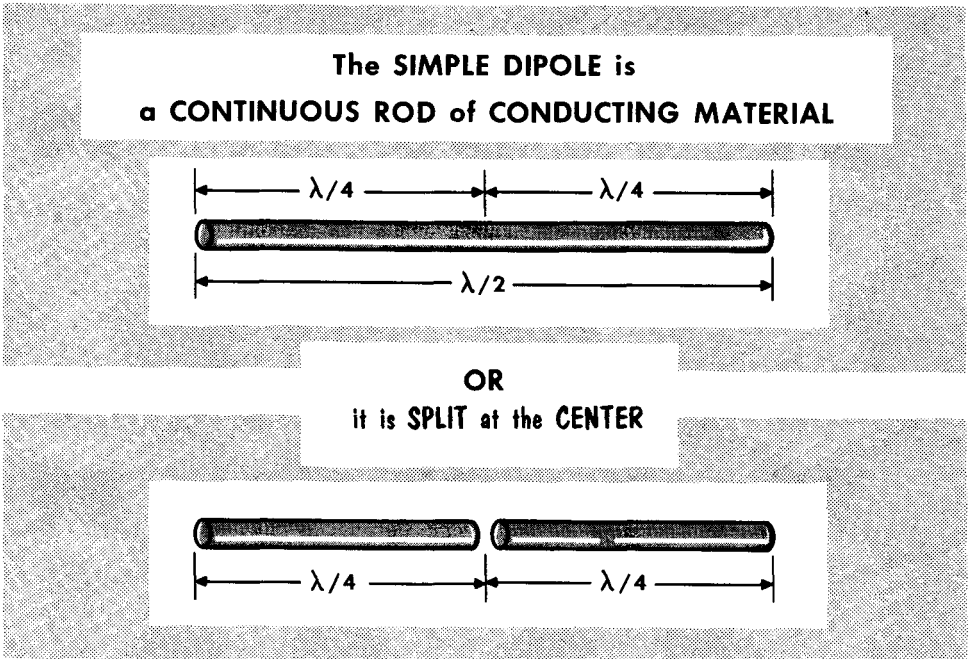 The SIMPLE DIPOLE is
a CONTINUOUS ROD of CONDUCTING MATERIAL
λ/4 λ/4
λ/2
OR
it is SPLIT at the CENTER
λ/4 λ/4